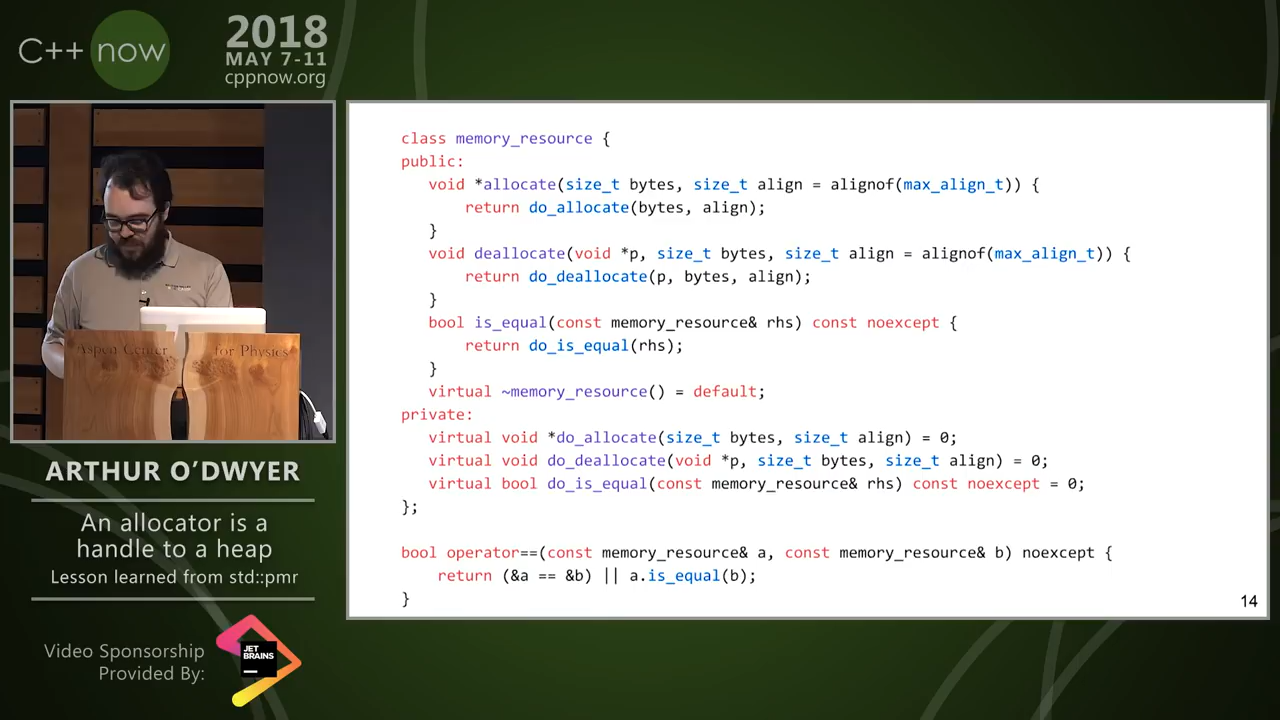 C++ now
2018
MAY 7-11
cppnow.org
Aspen Center for Physics
ARTHUR O'DWYER
An allocator is a
handle to a heap
Lesson learned from std::pmr
Video Sponsorship
Provided By:
JET
BRAINS
class memory_resource {
public:
void *allocate(size_t bytes, size_t align = alignof(max_align_t)) {
return do_allocate(bytes, align);
}
void deallocate(void *p, size_t bytes, size_t align = alignof(max_align_t)) {
return do_deallocate(p, bytes, align);
}
bool is_equal(const memory_resource& rhs) const noexcept {
return do_is_equal(rhs);
}
virtual ~memory_resource() = default;
private:
virtual void *do_allocate(size_t bytes, size_t align) = 0;
virtual void do_deallocate(void *p, size_t bytes, size_t align) = 0;
virtual bool do_is_equal(const memory_resource& rhs) const noexcept = 0;
};
bool operator==(const memory_resource& a, const memory_resource& b) noexcept {
return (&a == &b) || a.is_equal(b);
}
14